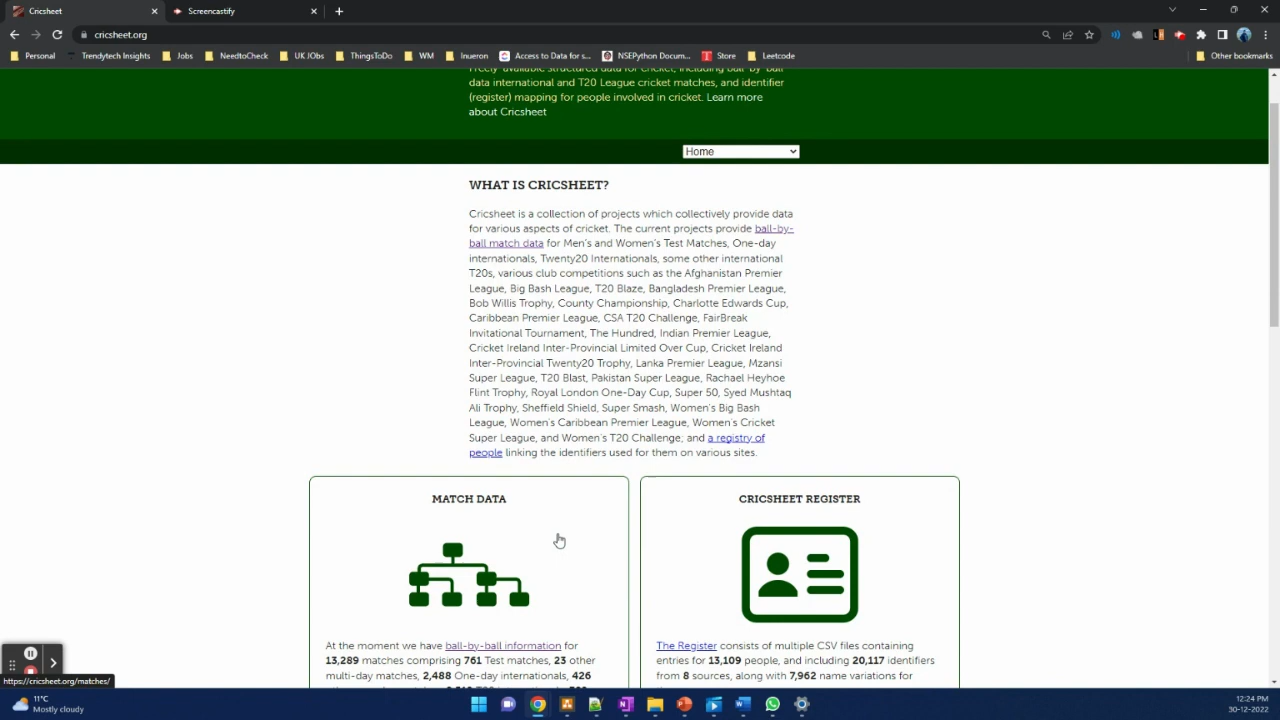 Cricsheet
Screencastify
cricsheet.org
Personal
Trendytech Insights
Jobs
NeedtoCheck
UK JObs
ThingsToDo
WM
Inueron
Access to Data for s...
NSEPython Docum...
Store
Leetcode
Other bookmarks
Freely-available structured data for cricket, including ball-by-ball
data international and T20 League cricket matches, and identifier
(register) mapping for people involved in cricket. Learn more
about Cricsheet
Home
WHAT IS CRICSHEET?
Cricsheet is a collection of projects which collectively provide data
for various aspects of cricket. The current projects provide ball-by-
ball match data for Men's and Women's Test Matches, One-day
internationals, Twenty20 Internationals, some other international
T20s, various club competitions such as the Afghanistan Premier
League, Big Bash League, T20 Blaze, Bangladesh Premier League,
Bob Willis Trophy, County Championship, Charlotte Edwards Cup,
Caribbean Premier League, CSA T20 Challenge, FairBreak
Invitational Tournament, The Hundred, Indian Premier League,
Cricket Ireland Inter-Provincial Limited Over Cup, Cricket Ireland
Inter-Provincial Twenty20 Trophy, Lanka Premier League, Mzansi
Super League, T20 Blast, Pakistan Super League, Rachael Heyhoe
Flint Trophy, Royal London One-Day Cup, Super 50, Syed Mushtaq
Ali Trophy, Sheffield Shield, Super Smash, Women's Big Bash
League, Women's Caribbean Premier League, Women's Cricket
Super League, and Women's T20 Challenge; and a registry of
people linking the identifiers used for them on various sites.
MATCH DATA
At the moment we have ball-by-ball information for
13,289 matches comprising 761 Test matches, 23 other
multi-day matches, 2,488 One-day internationals, 426
CRICSHEET REGISTER
The Register consists of multiple CSV files containing
entries for 13,109 people, and including 20,117 identifiers
from 8 sources, along with 7,962 name variations for
https://cricsheet.org/matches/
11°C
Mostly cloudy
12:24 PM
30-12-2022